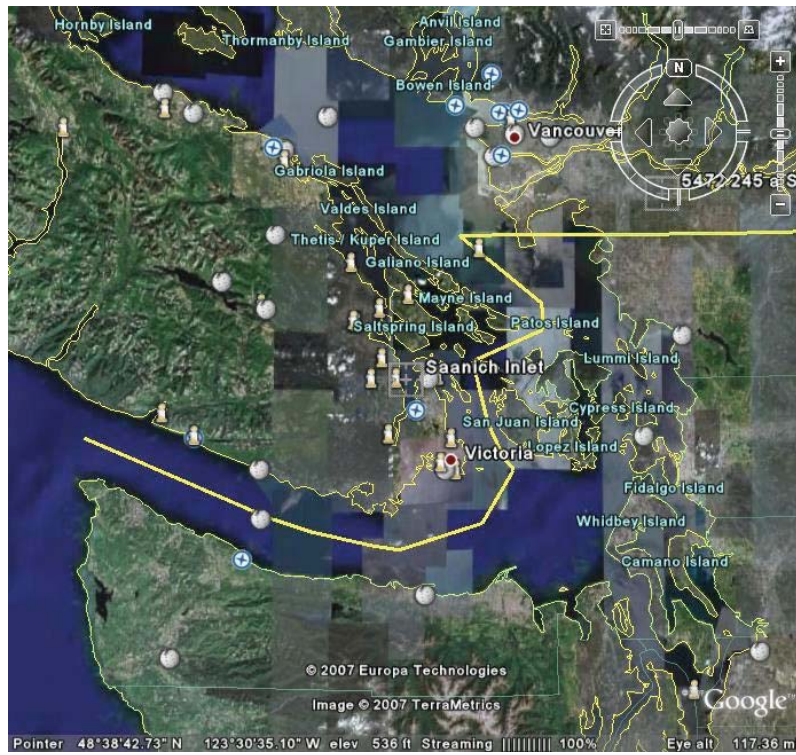 Hornby Island
Thormanby Island
Anvil Island
Gambier Island
Bowen Island
N
Vancouver
Gabriola Island
5472 245 a S
Valdes Island
Thetis / Kuper Island
Galiano Island
Mayne Island
Saltspring Island
Patos Island
Lummi Island
Saanich Inlet
Cypress Island
San Juan Island
Lopez Island
Victoria
Fidalgo Island
Whidbey Island
Camano Island
© 2007 Europa Technologies
Image © 2007 TerraMetrics
Google™
Pointer 48°38'42.73" N 123°30'35.10" W elev 536 ft Streaming |||||||||| 100% Eye alt 117.36 mi